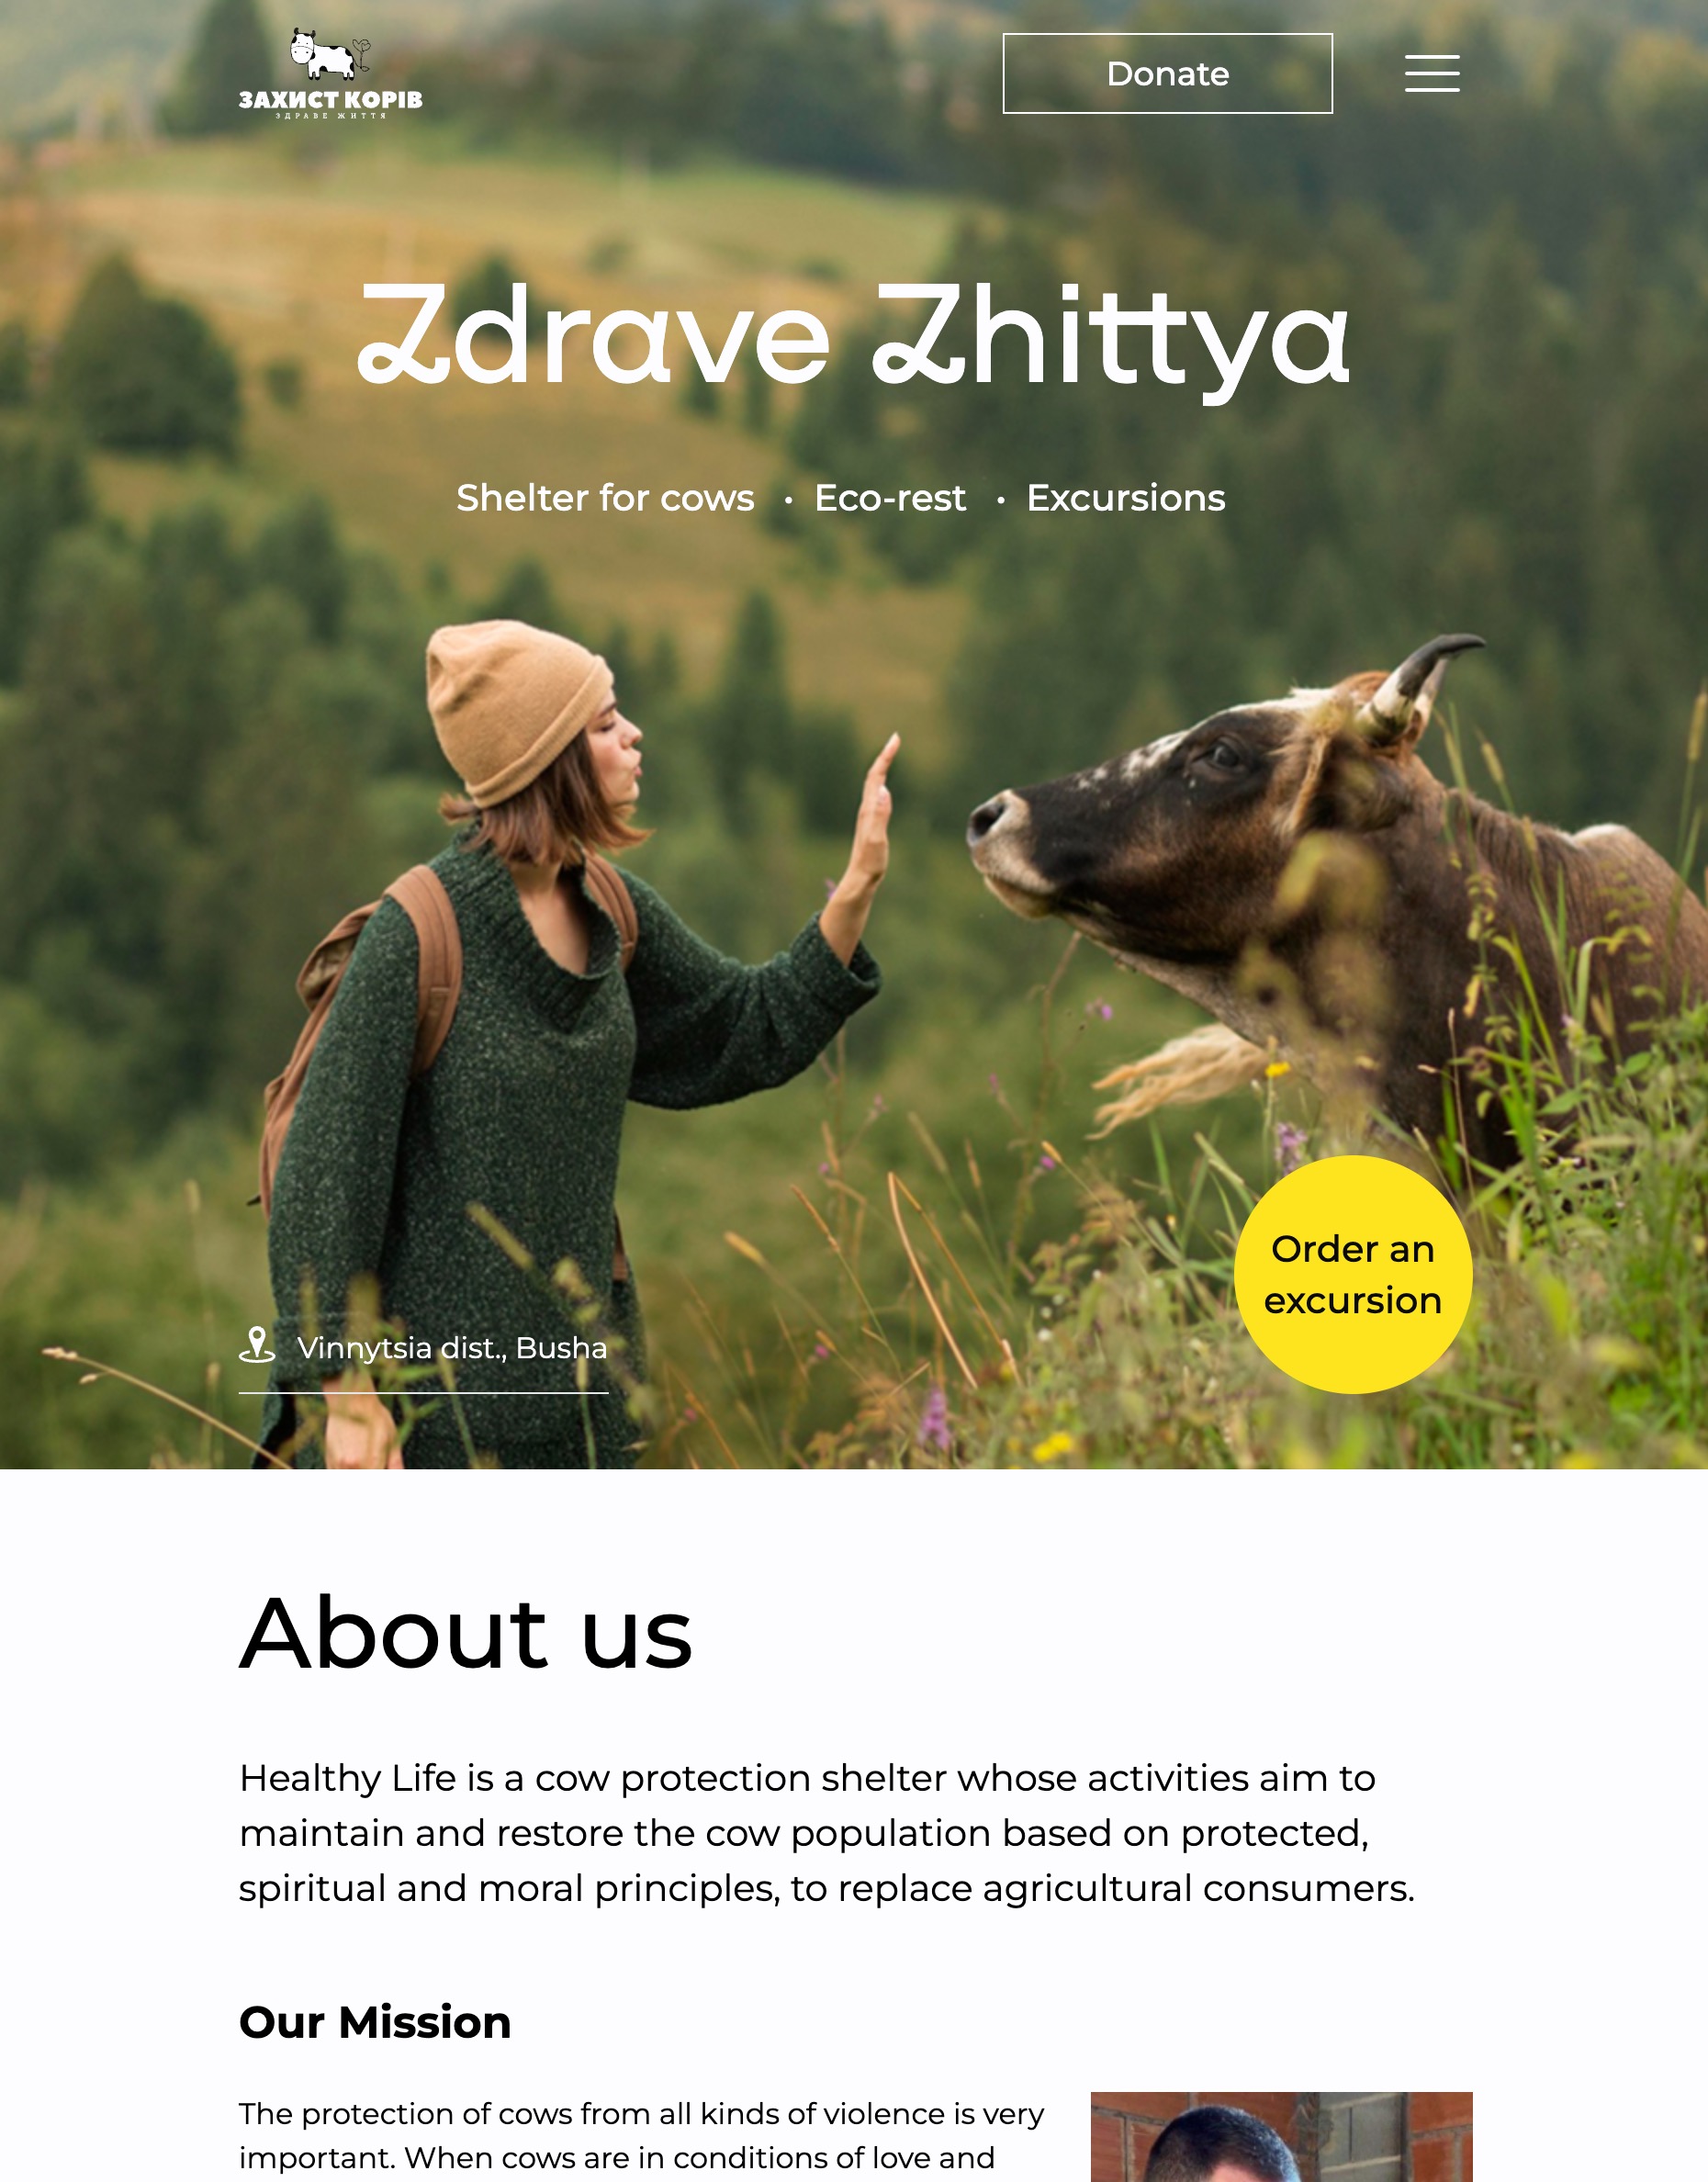 ЗАХИСТ КОРІВ
ЗДРАВЕ ЖИТТЯ
Donate
Zdrave Zhittya
Shelter for cows • Eco-rest • Excursions
Order an
excursion
Vinnytsia dist., Busha
About us
Healthy Life is a cow protection shelter whose activities aim to
maintain and restore the cow population based on protected,
spiritual and moral principles, to replace agricultural consumers.
Our Mission
The protection of cows from all kinds of violence is very
important. When cows are in conditions of love and